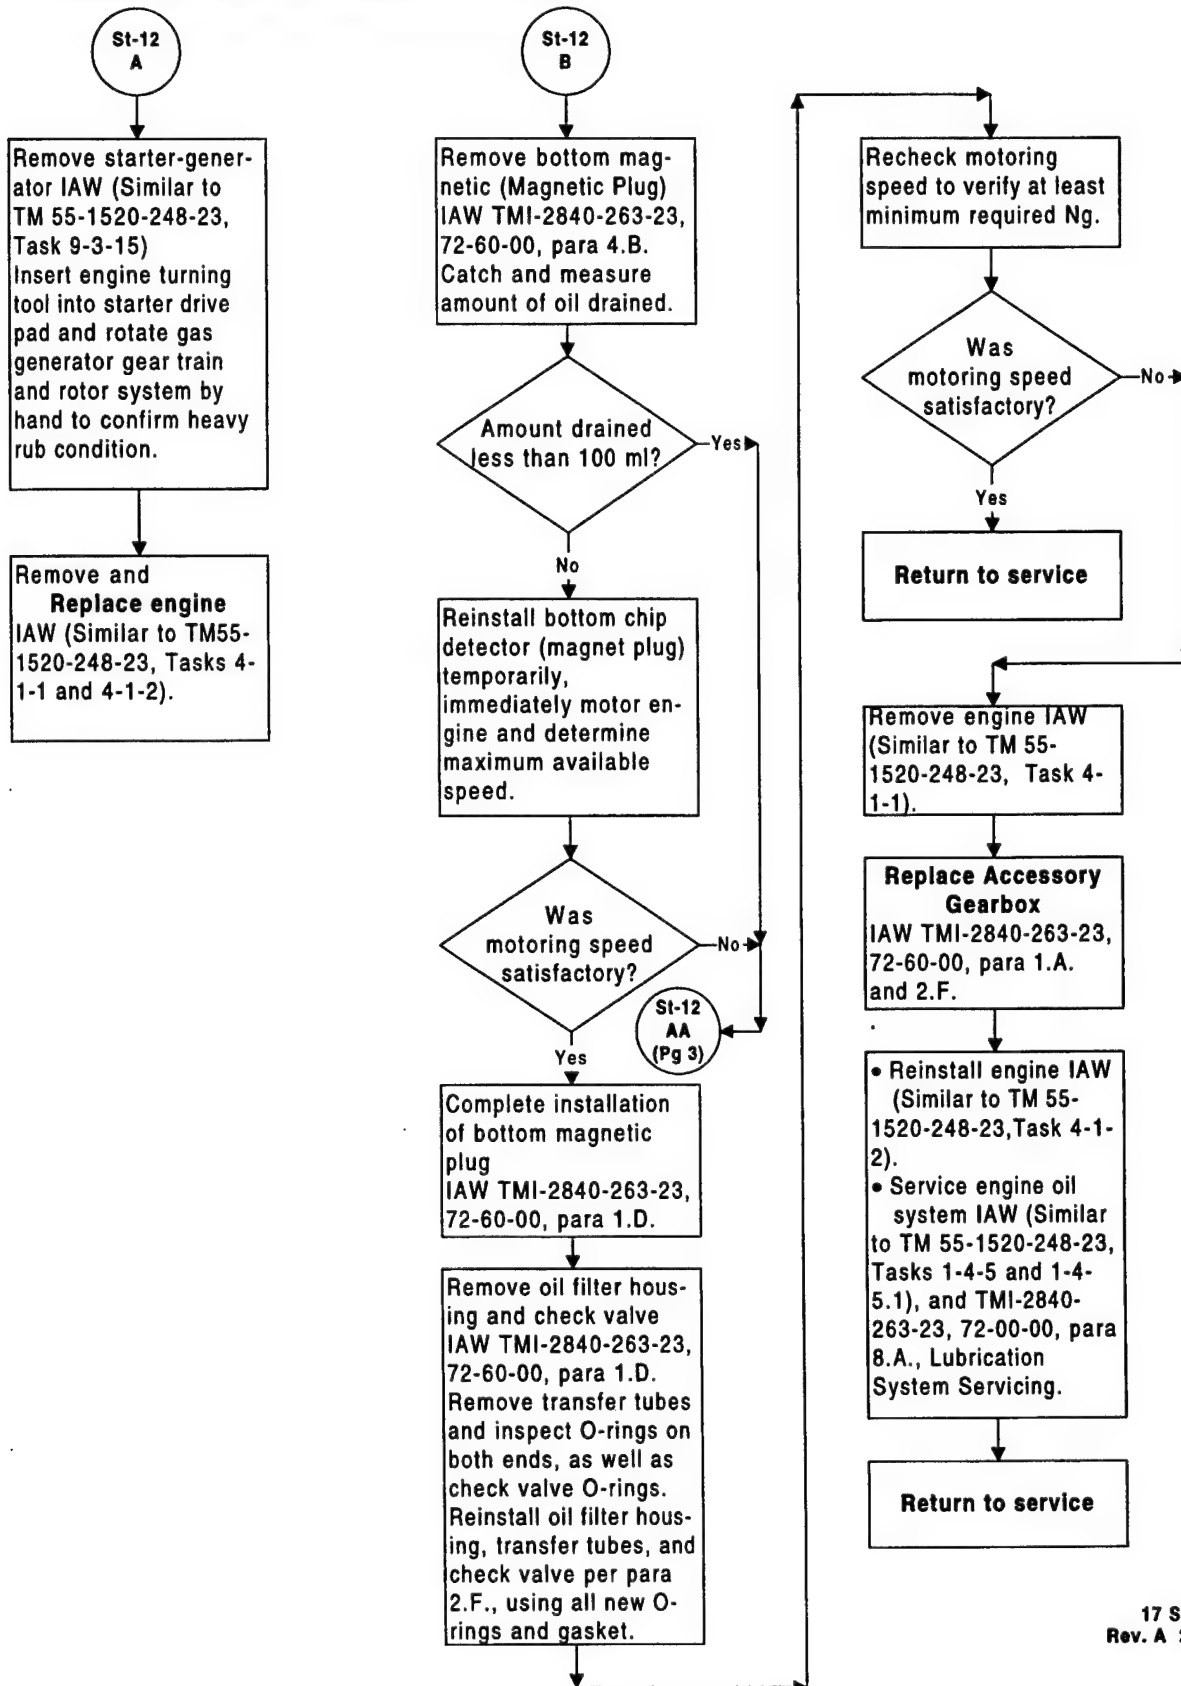 St-12
A
Remove starter-gener-
ator IAW (Similar to
TM 55-1520-248-23,
Task 9-3-15)
Insert engine turning
tool into starter drive
pad and rotate gas
generator gear train
and rotor system by
hand to confirm heavy
rub condition.
Remove and
Replace engine
IAW (Similar to TM55-
1520-248-23, Tasks 4-
1-1 and 4-1-2).
St-12
B
Remove bottom mag-
netic (Magnetic Plug)
IAW TMI-2840-263-23,
72-60-00, para 4.B.
Catch and measure
amount of oil drained.
Amount drained
less than 100 ml?
Yes
No
Reinstall bottom chip
detector (magnet plug)
temporarily,
immediately motor en-
gine and determine
maximum available
speed.
Was
motoring speed
satisfactory?
No
St-12
AA
(Pg 3)
Yes
Complete installation
of bottom magnetic
plug
IAW TMI-2840-263-23,
72-60-00, para 1.D.
Remove oil filter hous-
ing and check valve
IAW TMI-2840-263-23,
72-60-00, para 1.D.
Remove transfer tubes
and inspect O-rings on
both ends, as well as
check valve O-rings.
Reinstall oil filter hous-
ing, transfer tubes, and
check valve per para
2.F., using all new O-
rings and gasket.
Recheck motoring
speed to verify at least
minimum required Ng.
Was
motoring speed
satisfactory?
No
Yes
Return to service
Remove engine IAW
(Similar to TM 55-
1520-248-23, Task 4-
1-1).
Replace Accessory
Gearbox
IAW TMI-2840-263-23,
72-60-00, para 1.A.
and 2.F.
• Reinstall engine IAW
(Similar to TM 55-
1520-248-23,Task 4-1-
2).
• Service engine oil
system IAW (Similar
to TM 55-1520-248-23,
Tasks 1-4-5 and 1-4-
5.1), and TMI-2840-
263-23, 72-00-00, para
8.A., Lubrication
System Servicing.
Return to service
17 S
Rev. A